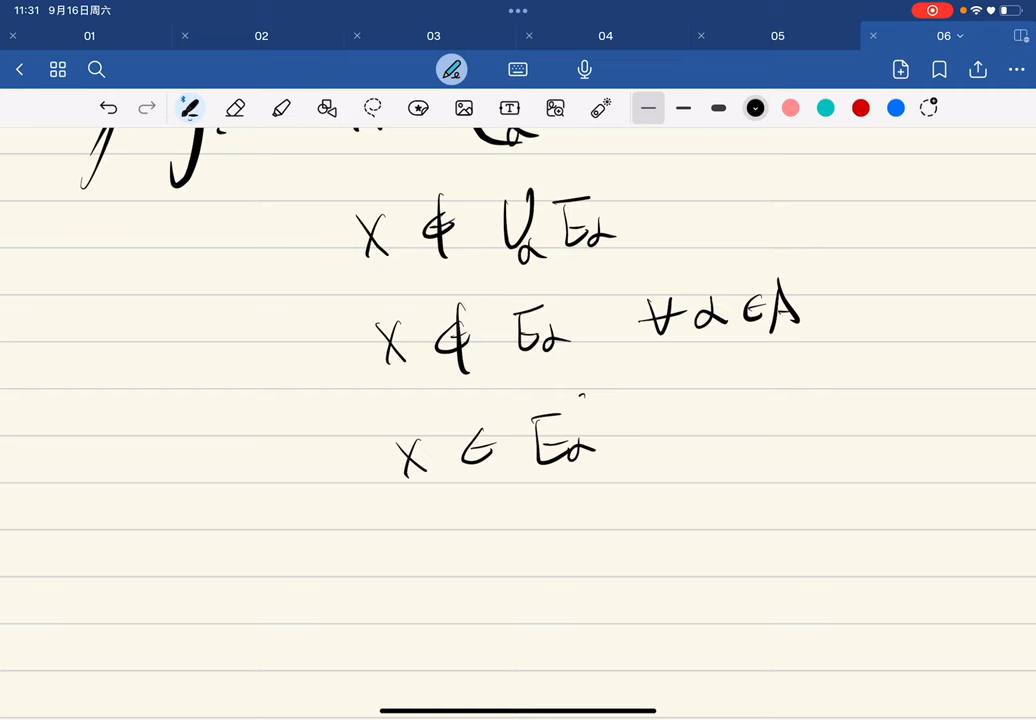 11:31 9月16日周六
01 02 03 04 05 06
x ∉ ⋃α Eα
x ∉ Eα ∀α ∈ A
x ∈ Eα